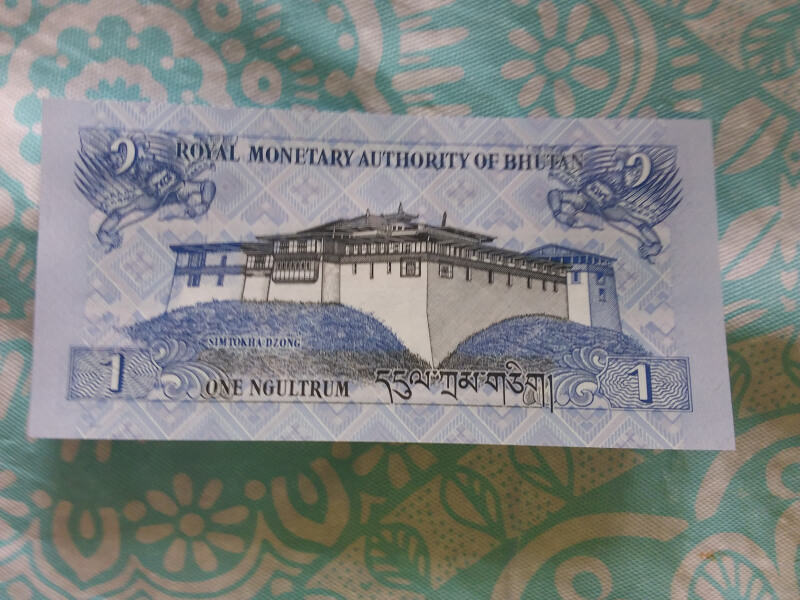 ༡ ROYAL MONETARY AUTHORITY OF BHUTAN ༡
SIMTOKHA DZONG
1 ONE NGULTRUM དངུལ་ཀྲམ་གཅིག། 1